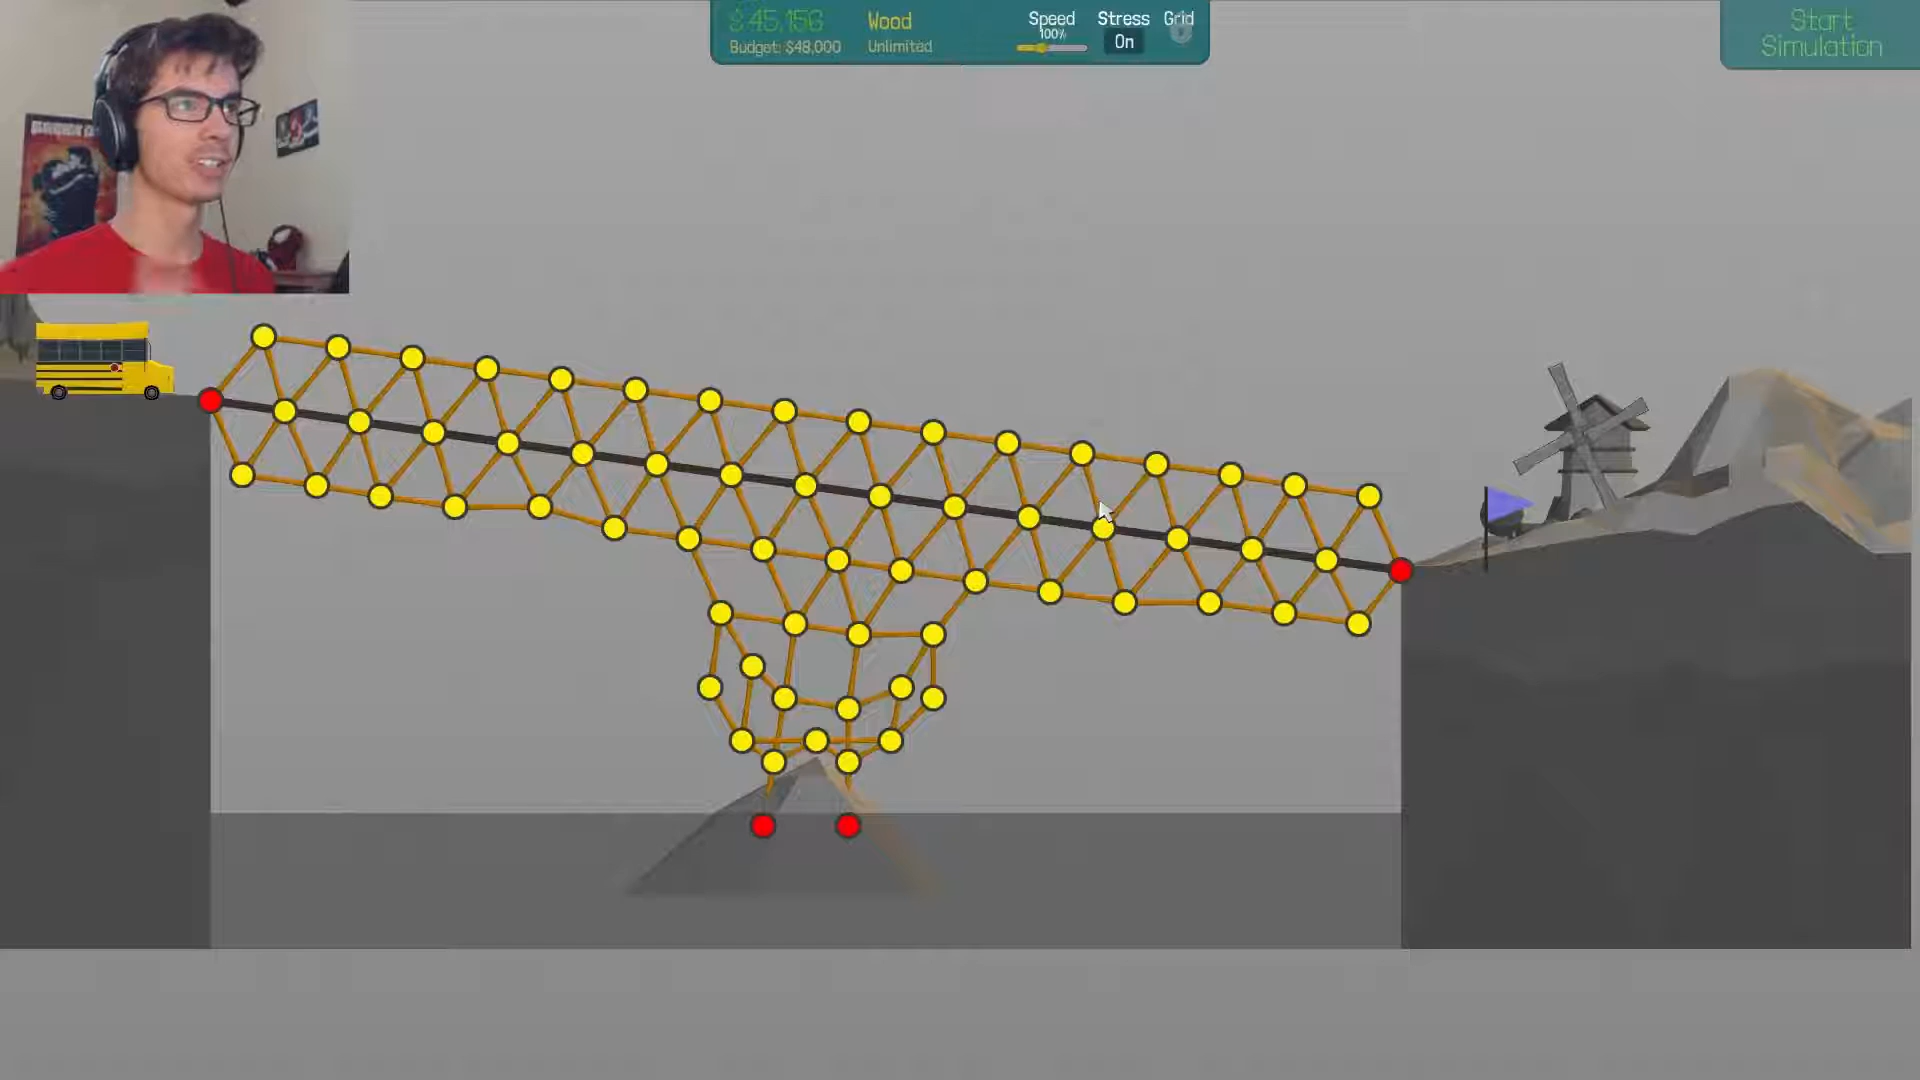 $45,156
Budget: $48,000
Wood
Unlimited
Speed
100%
Stress
On
Grid
Start
Simulation